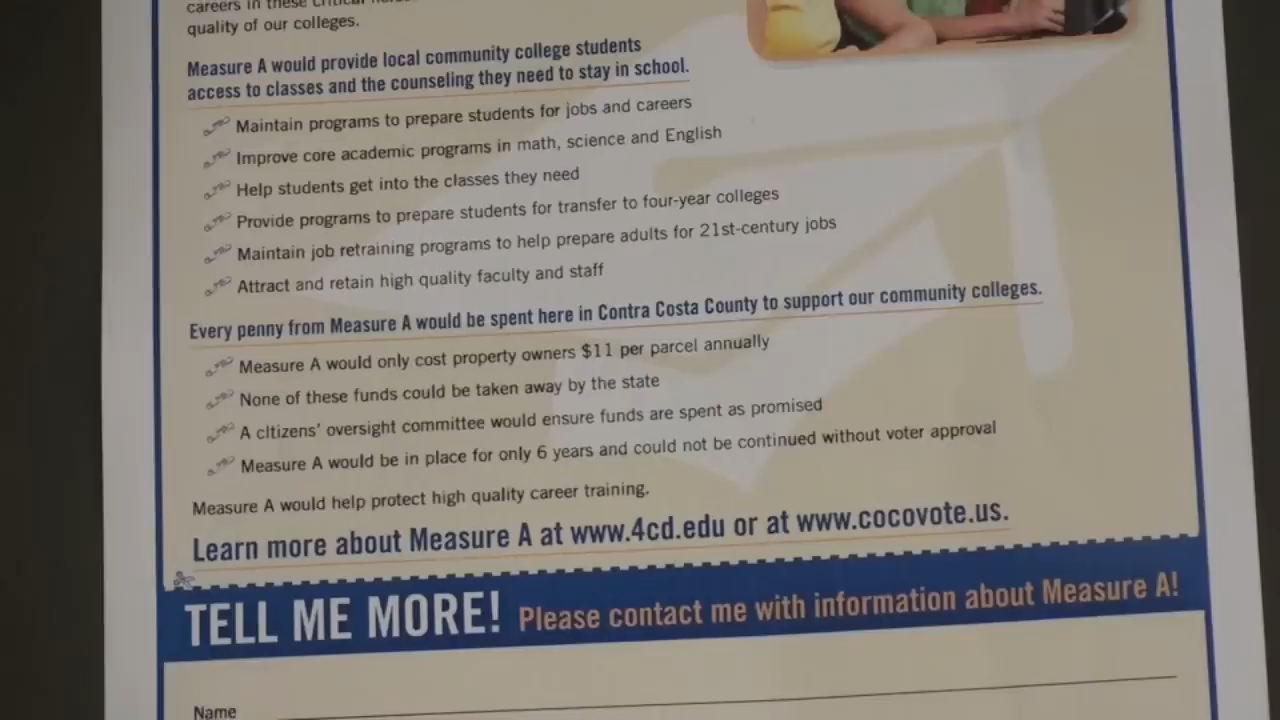 careers in these critical
quality of our colleges.
Measure A would provide local community college students
access to classes and the counseling they need to stay in school.
Maintain programs to prepare students for jobs and careers
Improve core academic programs in math, science and English
Help students get into the classes they need
Provide programs to prepare students for transfer to four-year colleges
Maintain job retraining programs to help prepare adults for 21st-century jobs
Attract and retain high quality faculty and staff
Every penny from Measure A would be spent here in Contra Costa County to support our community colleges.
Measure A would only cost property owners $11 per parcel annually
None of these funds could be taken away by the state
A citizens' oversight committee would ensure funds are spent as promised
Measure A would be in place for only 6 years and could not be continued without voter approval
Measure A would help protect high quality career training.
Learn more about Measure A at www.4cd.edu or at www.cocovote.us.
TELL ME MORE! Please contact me with information about Measure A!
Name